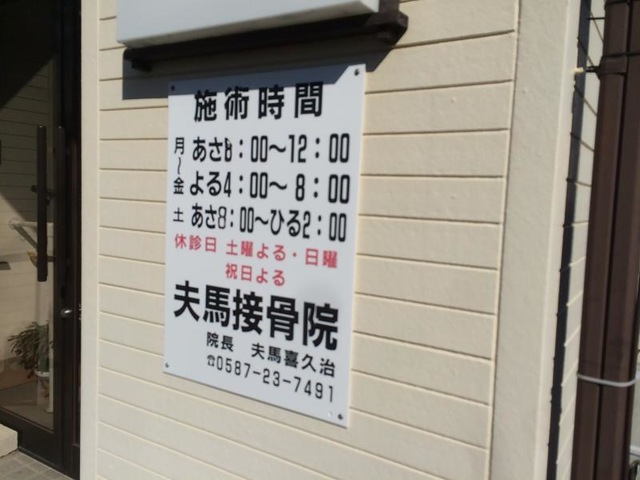 施術時間
月～金 あさ8：00～12：00
よる4：00～8：00
土 あさ8：00～ひる2：00
休診日 土曜よる・日曜
祝日よる
夫馬接骨院
院長 夫馬喜久治
☎0587-23-7491